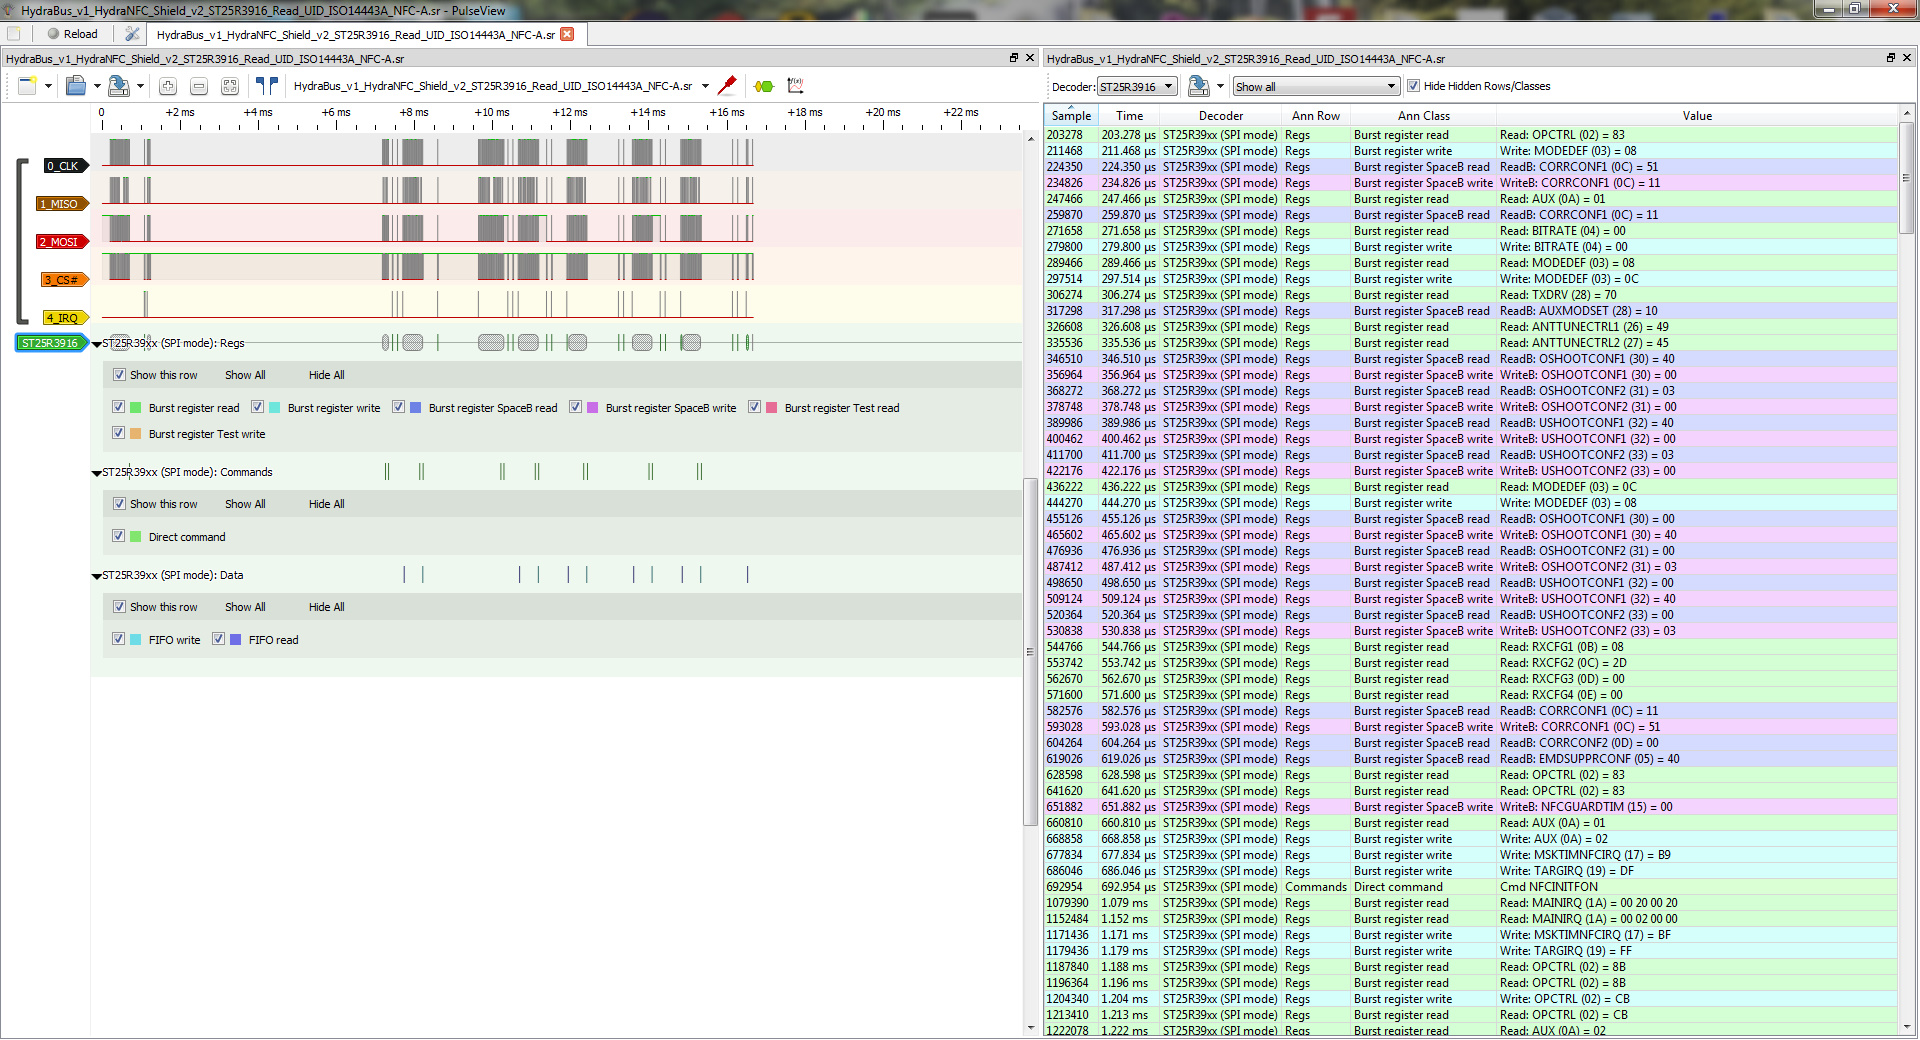 HydraBus_v1_HydraNFC_Shield_v2_ST25R3916_Read_UID_ISO14443A_NFC-A.sr - PulseView
Reload
HydraBus_v1_HydraNFC_Shield_v2_ST25R3916_Read_UID_ISO14443A_NFC-A.sr
HydraBus_v1_HydraNFC_Shield_v2_ST25R3916_Read_UID_ISO14443A_NFC-A.sr
HydraBus_v1_HydraNFC_Shield_v2_ST25R3916_Read_UID_ISO14443A_NFC-A.sr
0 +2 ms +4 ms +6 ms +8 ms +10 ms +12 ms +14 ms +16 ms +18 ms +20 ms +22 ms
0_CLK
1_MISO
2_MOSI
3_CS#
4_IRQ
ST25R3916 ST25R39xx (SPI mode): Regs
Show this row Show All Hide All
Burst register read Burst register write Burst register SpaceB read Burst register SpaceB write Burst register Test read
Burst register Test write
ST25R39xx (SPI mode): Commands
Show this row Show All Hide All
Direct command
ST25R39xx (SPI mode): Data
Show this row Show All Hide All
FIFO write FIFO read
HydraBus_v1_HydraNFC_Shield_v2_ST25R3916_Read_UID_ISO14443A_NFC-A.sr
Decoder: ST25R3916 Show all Hide Hidden Rows/Classes
Sample Time Decoder Ann Row Ann Class Value
203278 203.278 µs ST25R39xx (SPI mode) Regs Burst register read Read: OPCTRL (02) = 83
211468 211.468 µs ST25R39xx (SPI mode) Regs Burst register write Write: MODEDEF (03) = 08
224350 224.350 µs ST25R39xx (SPI mode) Regs Burst register SpaceB read ReadB: CORRCONF1 (0C) = 51
234826 234.826 µs ST25R39xx (SPI mode) Regs Burst register SpaceB write WriteB: CORRCONF1 (0C) = 11
247466 247.466 µs ST25R39xx (SPI mode) Regs Burst register read Read: AUX (0A) = 01
259870 259.870 µs ST25R39xx (SPI mode) Regs Burst register SpaceB read ReadB: CORRCONF1 (0C) = 11
271658 271.658 µs ST25R39xx (SPI mode) Regs Burst register read Read: BITRATE (04) = 00
279800 279.800 µs ST25R39xx (SPI mode) Regs Burst register write Write: BITRATE (04) = 00
289466 289.466 µs ST25R39xx (SPI mode) Regs Burst register read Read: MODEDEF (03) = 08
297514 297.514 µs ST25R39xx (SPI mode) Regs Burst register write Write: MODEDEF (03) = 0C
306274 306.274 µs ST25R39xx (SPI mode) Regs Burst register read Read: TXDRV (28) = 70
317298 317.298 µs ST25R39xx (SPI mode) Regs Burst register SpaceB read ReadB: AUXMODSET (28) = 10
326608 326.608 µs ST25R39xx (SPI mode) Regs Burst register read Read: ANTTUNECTRL1 (26) = 49
335536 335.536 µs ST25R39xx (SPI mode) Regs Burst register read Read: ANTTUNECTRL2 (27) = 45
346510 346.510 µs ST25R39xx (SPI mode) Regs Burst register SpaceB read ReadB: OSHOOTCONF1 (30) = 40
356964 356.964 µs ST25R39xx (SPI mode) Regs Burst register SpaceB write WriteB: OSHOOTCONF1 (30) = 00
368272 368.272 µs ST25R39xx (SPI mode) Regs Burst register SpaceB read ReadB: OSHOOTCONF2 (31) = 03
378748 378.748 µs ST25R39xx (SPI mode) Regs Burst register SpaceB write WriteB: OSHOOTCONF2 (31) = 00
389986 389.986 µs ST25R39xx (SPI mode) Regs Burst register SpaceB read ReadB: USHOOTCONF1 (32) = 40
400462 400.462 µs ST25R39xx (SPI mode) Regs Burst register SpaceB write WriteB: USHOOTCONF1 (32) = 00
411700 411.700 µs ST25R39xx (SPI mode) Regs Burst register SpaceB read ReadB: USHOOTCONF2 (33) = 03
422176 422.176 µs ST25R39xx (SPI mode) Regs Burst register SpaceB write WriteB: USHOOTCONF2 (33) = 00
436222 436.222 µs ST25R39xx (SPI mode) Regs Burst register read Read: MODEDEF (03) = 0C
444270 444.270 µs ST25R39xx (SPI mode) Regs Burst register write Write: MODEDEF (03) = 08
455126 455.126 µs ST25R39xx (SPI mode) Regs Burst register SpaceB read ReadB: OSHOOTCONF1 (30) = 00
465602 465.602 µs ST25R39xx (SPI mode) Regs Burst register SpaceB write WriteB: OSHOOTCONF1 (30) = 40
476936 476.936 µs ST25R39xx (SPI mode) Regs Burst register SpaceB read ReadB: OSHOOTCONF2 (31) = 00
487412 487.412 µs ST25R39xx (SPI mode) Regs Burst register SpaceB write WriteB: OSHOOTCONF2 (31) = 03
498650 498.650 µs ST25R39xx (SPI mode) Regs Burst register SpaceB read ReadB: USHOOTCONF1 (32) = 00
509124 509.124 µs ST25R39xx (SPI mode) Regs Burst register SpaceB write WriteB: USHOOTCONF1 (32) = 40
520364 520.364 µs ST25R39xx (SPI mode) Regs Burst register SpaceB read ReadB: USHOOTCONF2 (33) = 00
530838 530.838 µs ST25R39xx (SPI mode) Regs Burst register SpaceB write WriteB: USHOOTCONF2 (33) = 03
544766 544.766 µs ST25R39xx (SPI mode) Regs Burst register read Read: RXCFG1 (0B) = 08
553742 553.742 µs ST25R39xx (SPI mode) Regs Burst register read Read: RXCFG2 (0C) = 2D
562670 562.670 µs ST25R39xx (SPI mode) Regs Burst register read Read: RXCFG3 (0D) = 00
571600 571.600 µs ST25R39xx (SPI mode) Regs Burst register read Read: RXCFG4 (0E) = 00
582576 582.576 µs ST25R39xx (SPI mode) Regs Burst register SpaceB read ReadB: CORRCONF1 (0C) = 11
593028 593.028 µs ST25R39xx (SPI mode) Regs Burst register SpaceB write WriteB: CORRCONF1 (0C) = 51
604264 604.264 µs ST25R39xx (SPI mode) Regs Burst register SpaceB read ReadB: CORRCONF2 (0D) = 00
619026 619.026 µs ST25R39xx (SPI mode) Regs Burst register SpaceB read ReadB: EMDSUPPRCONF (05) = 40
628598 628.598 µs ST25R39xx (SPI mode) Regs Burst register read Read: OPCTRL (02) = 83
641620 641.620 µs ST25R39xx (SPI mode) Regs Burst register read Read: OPCTRL (02) = 83
651882 651.882 µs ST25R39xx (SPI mode) Regs Burst register SpaceB write WriteB: NFCGUARDTIM (15) = 00
660810 660.810 µs ST25R39xx (SPI mode) Regs Burst register read Read: AUX (0A) = 01
668858 668.858 µs ST25R39xx (SPI mode) Regs Burst register write Write: AUX (0A) = 02
677834 677.834 µs ST25R39xx (SPI mode) Regs Burst register write Write: MSKTIMNFCIRQ (17) = B9
686046 686.046 µs ST25R39xx (SPI mode) Regs Burst register write Write: TARGIRQ (19) = DF
692954 692.954 µs ST25R39xx (SPI mode) Commands Direct command Cmd NFCINITFON
1079390 1.079 ms ST25R39xx (SPI mode) Regs Burst register read Read: MAINIRQ (1A) = 00 20 00 20
1152484 1.152 ms ST25R39xx (SPI mode) Regs Burst register read Read: MAINIRQ (1A) = 00 02 00 00
1171436 1.171 ms ST25R39xx (SPI mode) Regs Burst register write Write: MSKTIMNFCIRQ (17) = BF
1179436 1.179 ms ST25R39xx (SPI mode) Regs Burst register write Write: TARGIRQ (19) = FF
1187840 1.188 ms ST25R39xx (SPI mode) Regs Burst register read Read: OPCTRL (02) = 8B
1196364 1.196 ms ST25R39xx (SPI mode) Regs Burst register read Read: OPCTRL (02) = 8B
1204340 1.204 ms ST25R39xx (SPI mode) Regs Burst register write Write: OPCTRL (02) = CB
1213410 1.213 ms ST25R39xx (SPI mode) Regs Burst register read Read: OPCTRL (02) = CB
1222078 1.222 ms ST25R39xx (SPI mode) Regs Burst register read Read: AUX (0A) = 02